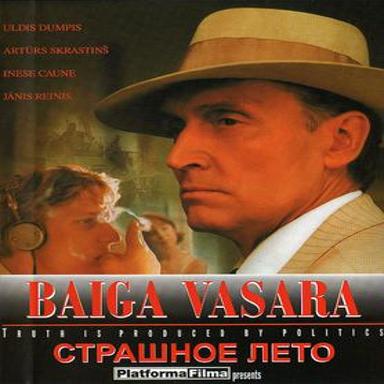 ULDIS DUMPIS
ARTŪRS SKRASTIŅŠ
INESE CAUNE
JĀNIS REINIS
BAIGA VASARA
TRUTH IS PRODUCED BY POLITICS
СТРАШНОЕ ЛЕТО
PlatformaFilma presents